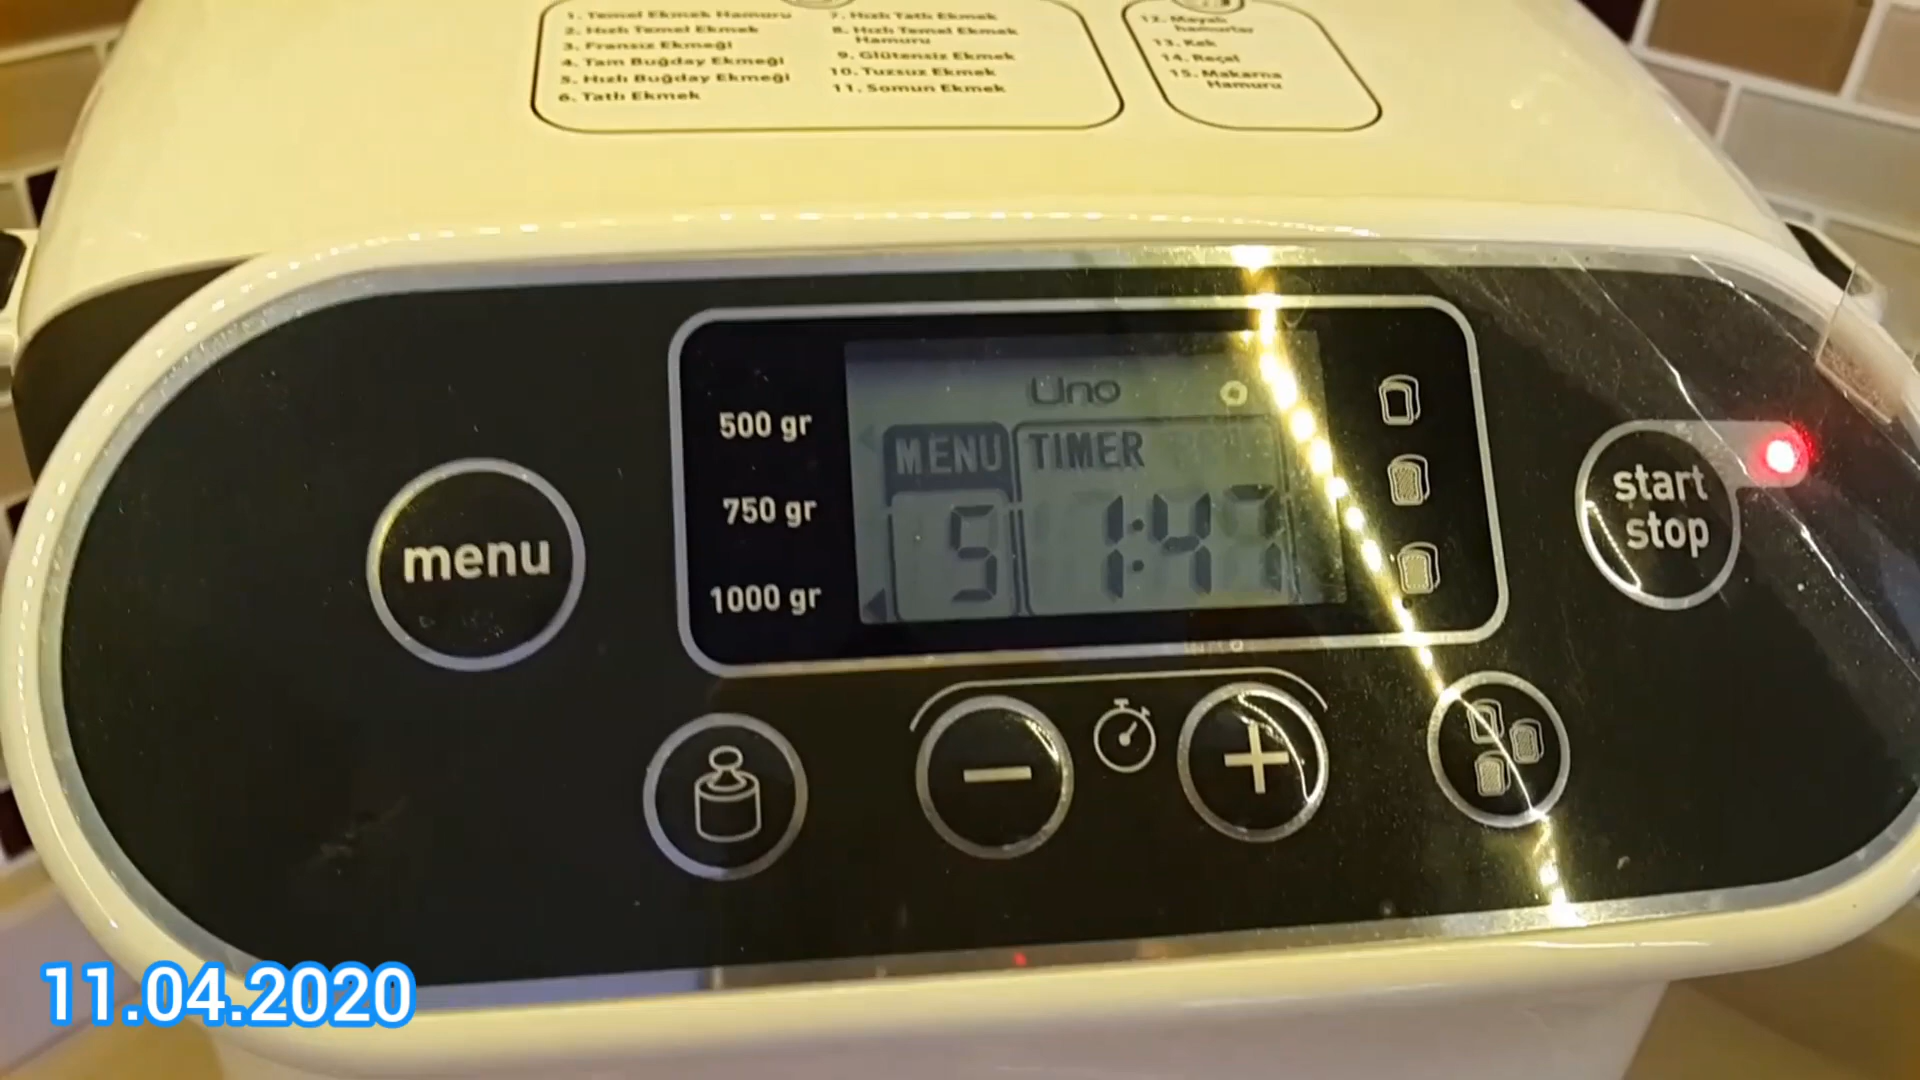 1. Temel Ekmek Hamuru
2. Hızlı Temel Ekmek
3. Fransız Ekmeği
4. Tam Buğday Ekmeği
5. Hızlı Buğday Ekmeği
6. Tatlı Ekmek
7. Hızlı Tatlı Ekmek
8. Hızlı Temel Ekmek
Hamuru
9. Glütensiz Ekmek
10. Tuzsuz Ekmek
11. Somun Ekmek
12. Mayalı
hamurlar
13. Kek
14. Reçel
15. Makarna
Hamuru
500 gr
750 gr
1000 gr
Uno
MENU
TIMER
5
1:47
menu
start
stop
11.04.2020